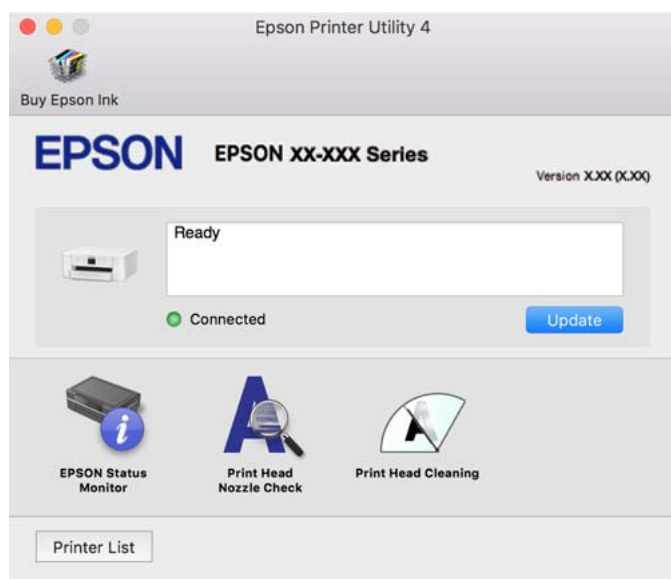 Epson Printer Utility 4
Buy Epson Ink
EPSON
EPSON XX-XXX Series
Version X.XX (X.XX)
Ready
Connected
Update
EPSON Status
Monitor
Print Head
Nozzle Check
Print Head Cleaning
Printer List